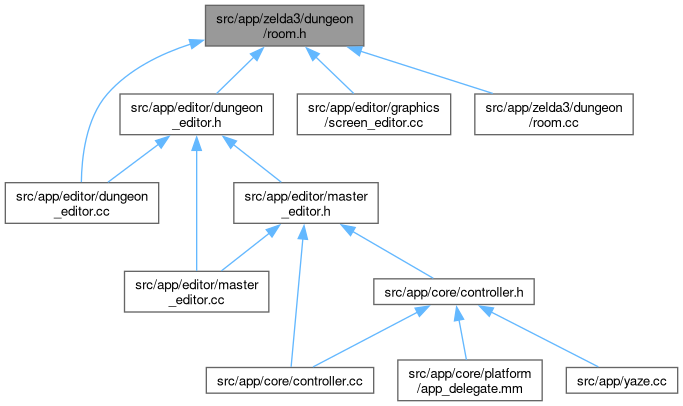 src/app/zelda3/dungeon
/room.h
src/app/editor/dungeon
_editor.h
src/app/editor/graphics
/screen_editor.cc
src/app/zelda3/dungeon
/room.cc
src/app/editor/dungeon
_editor.cc
src/app/editor/master
_editor.h
src/app/editor/master
_editor.cc
src/app/core/controller.h
src/app/core/controller.cc
src/app/core/platform
/app_delegate.mm
src/app/yaze.cc